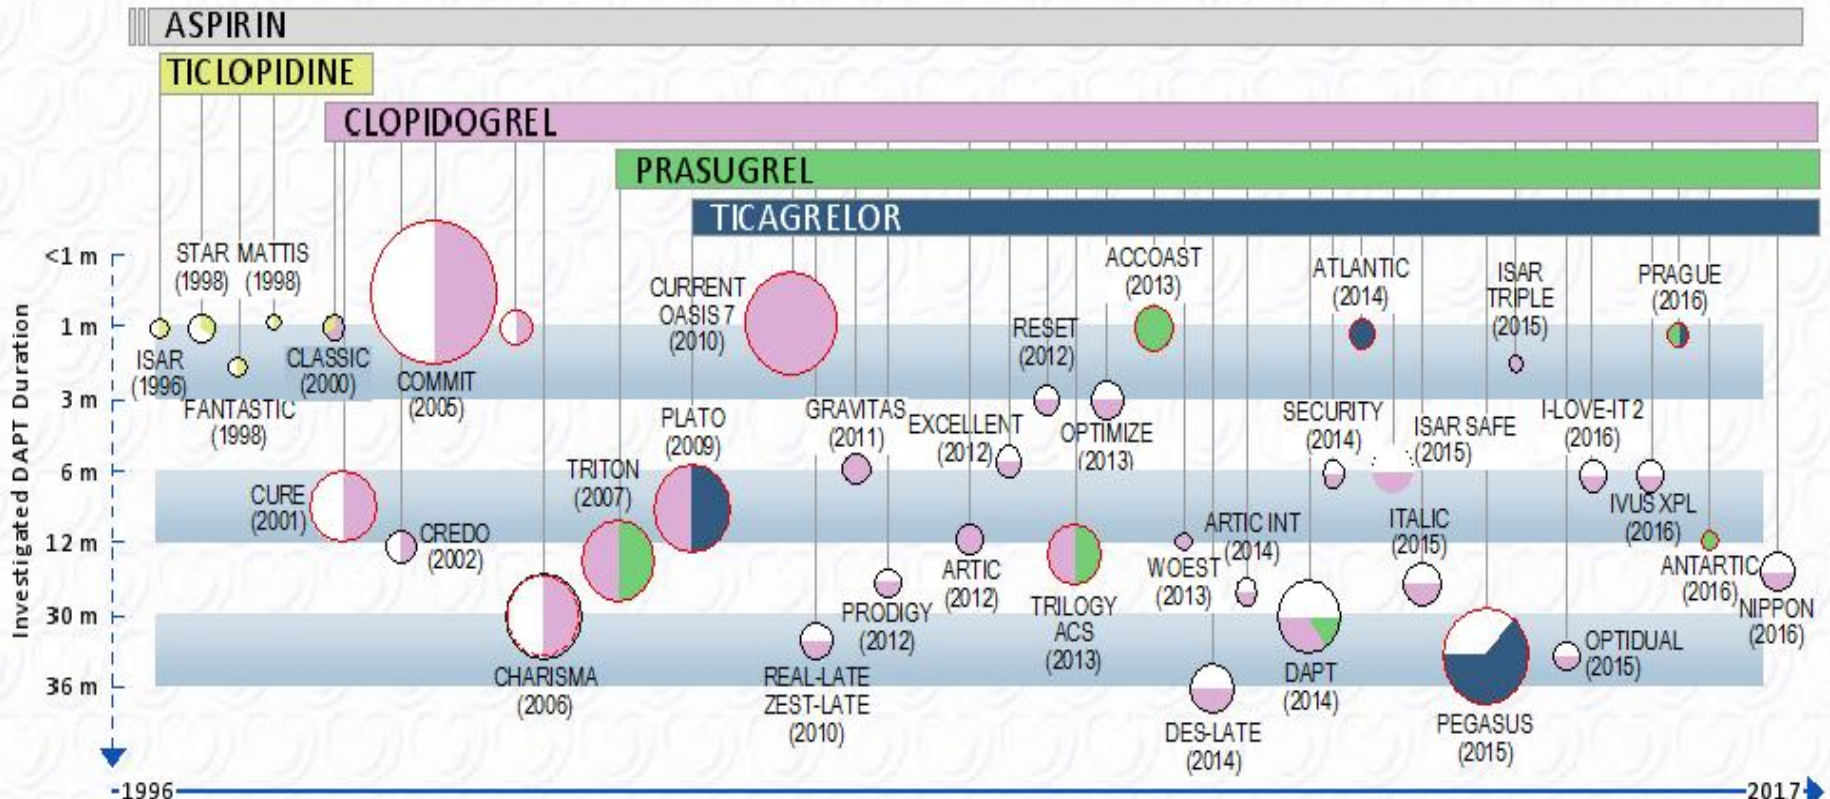 ASPIRIN
TICLOPIDINE
CLOPIDOGREL
PRASUGREL
TICAGRELOR
Investigated DAPT Duration
<1 m
1 m
3 m
6 m
12 m
30 m
36 m
ISAR
(1996)
STAR
(1998)
MATTIS
(1998)
FANTASTIC
(1998)
CLASSIC
(2000)
COMMIT
(2005)
CURE
(2001)
CREDO
(2002)
CHARISMA
(2006)
TRITON
(2007)
PLATO
(2009)
CURRENT
OASIS 7
(2010)
REAL-LATE
ZEST-LATE
(2010)
GRAVITAS
(2011)
PRODIGY
(2012)
EXCELLENT
(2012)
ARTIC
(2012)
RESET
(2012)
OPTIMIZE
(2013)
TRILOGY
ACS
(2013)
ACCOAST
(2013)
WOEST
(2013)
ARTIC INT
(2014)
DES-LATE
(2014)
SECURITY
(2014)
DAPT
(2014)
ATLANTIC
(2014)
ISAR SAFE
(2015)
ITALIC
(2015)
PEGASUS
(2015)
ISAR
TRIPLE
(2015)
OPTIDUAL
(2015)
I-LOVE-IT 2
(2016)
IVUS XPL
(2016)
PRAGUE
(2016)
ANTARTIC
(2016)
NIPPON
(2016)
1996
2017